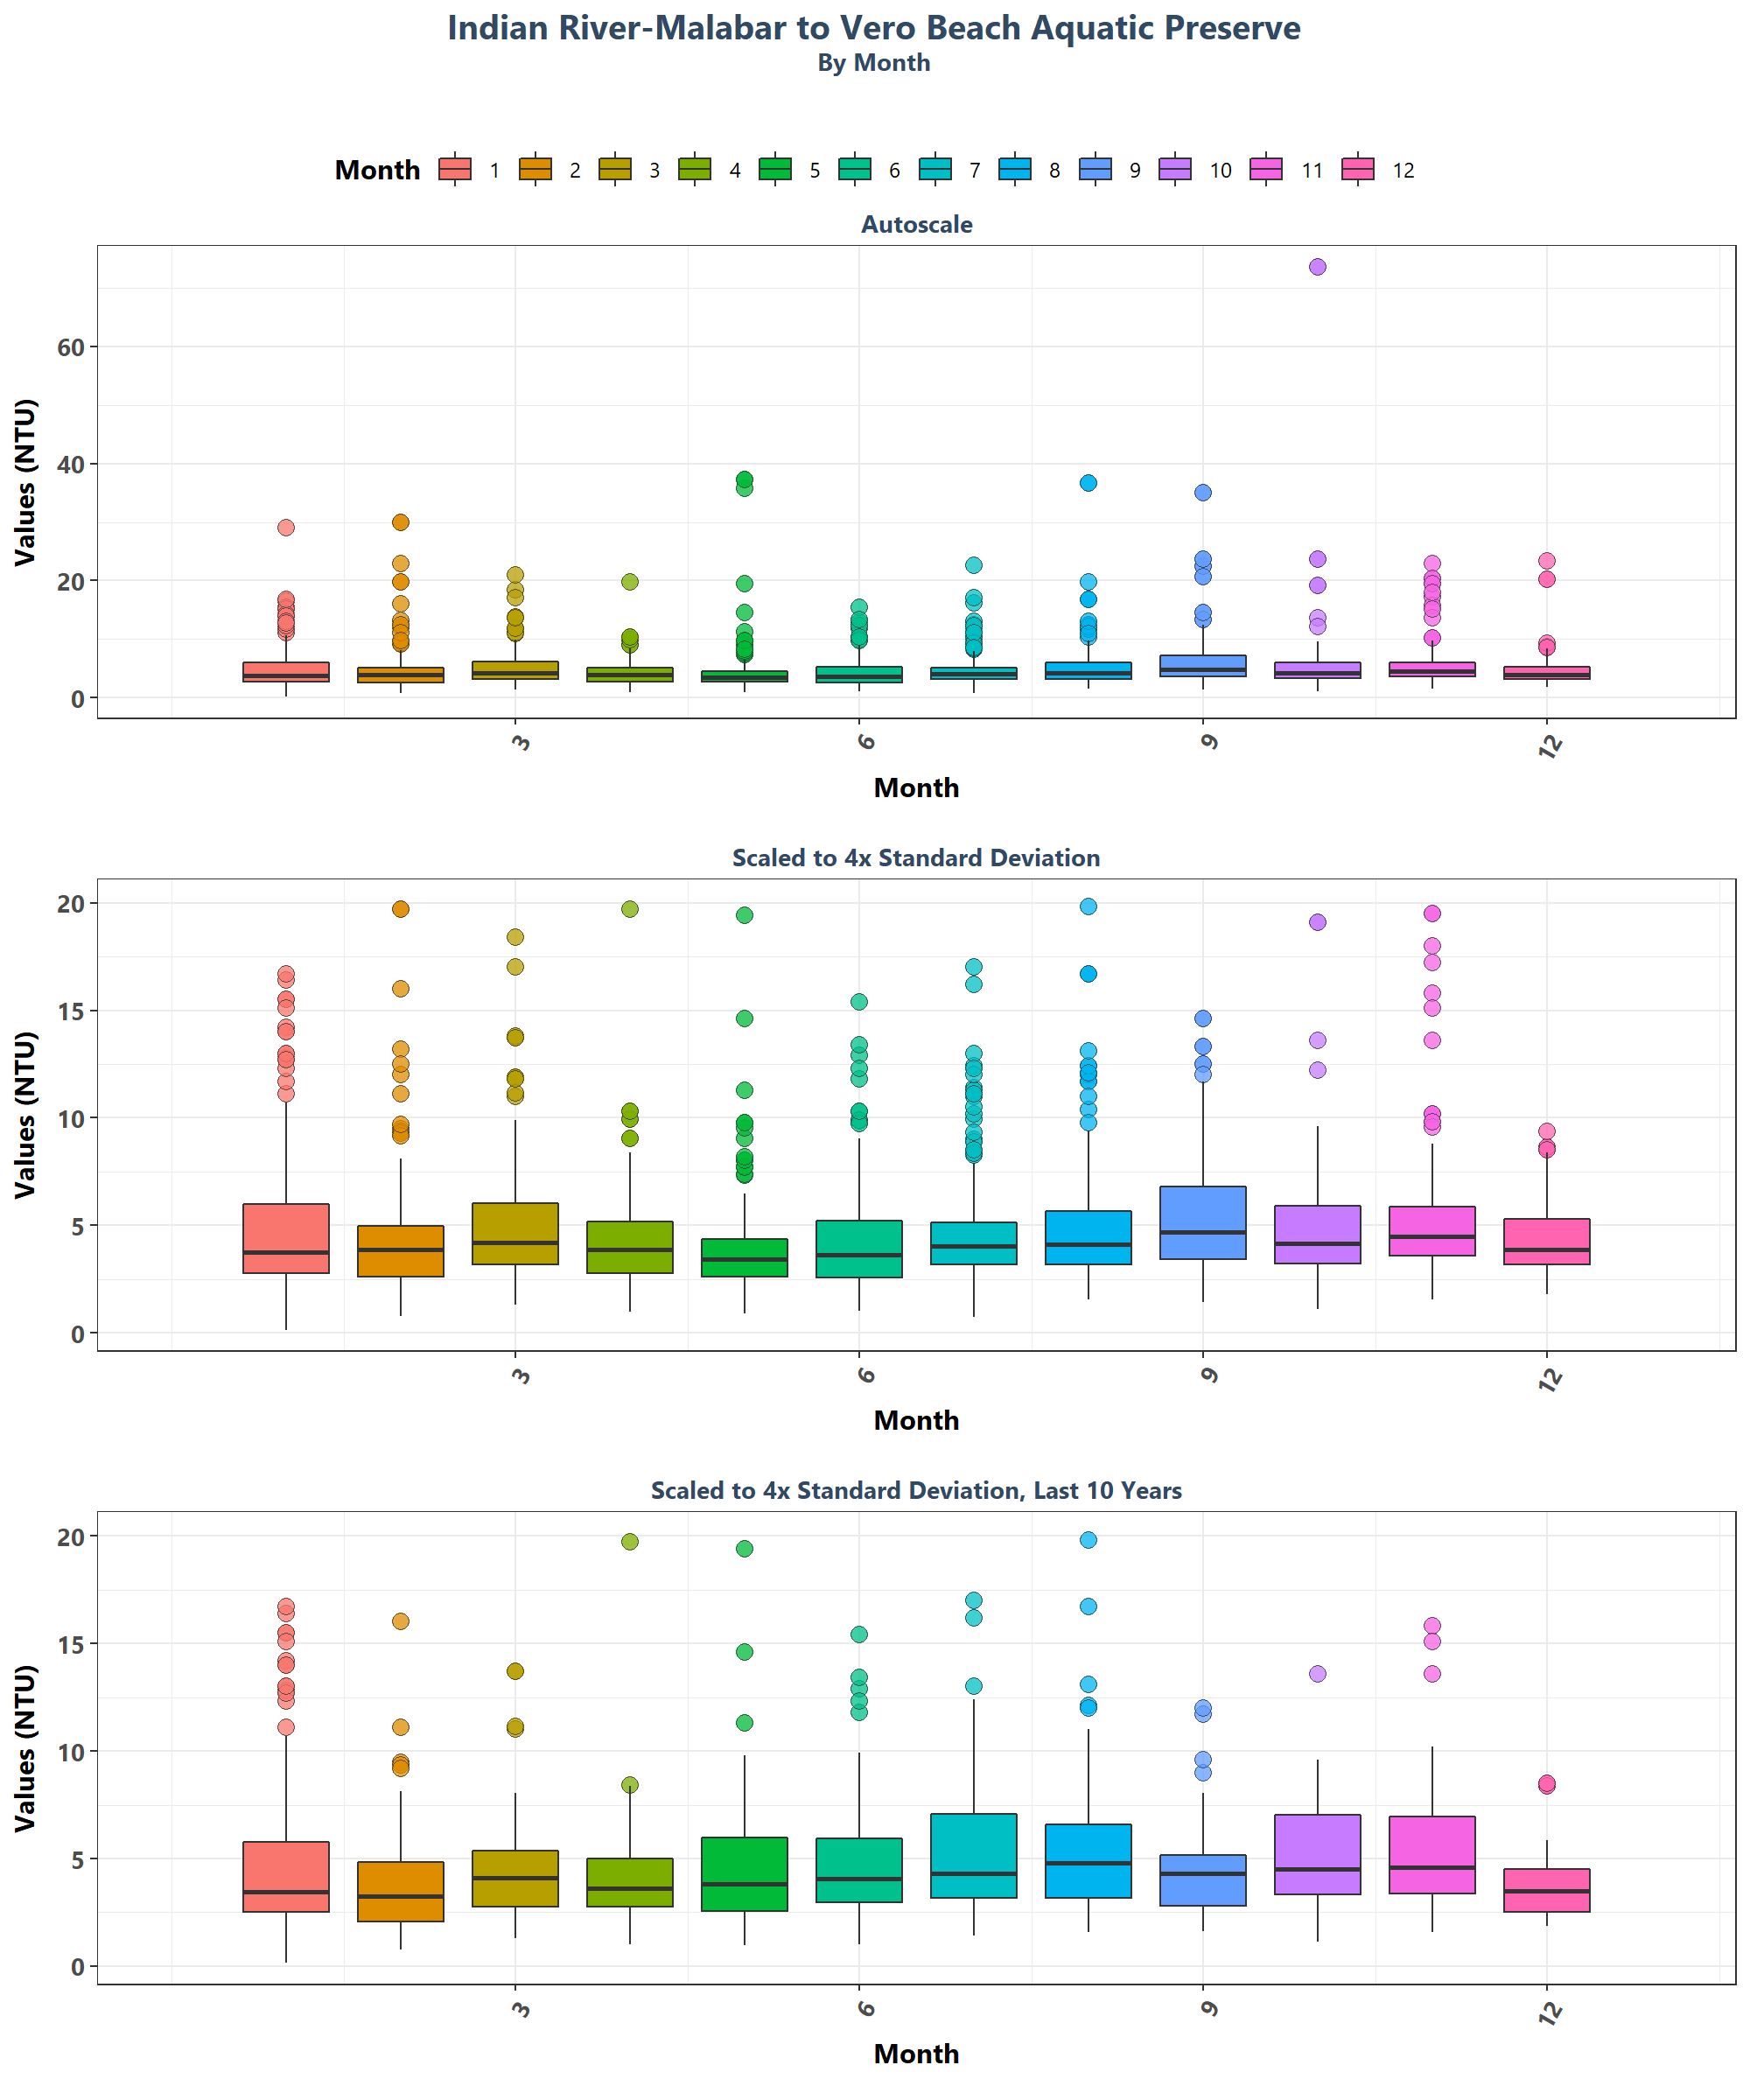 Indian River-Malabar to Vero Beach Aquatic Preserve
By Month
Month 1 2 3 4 5 6 7 8 9 10 11 12
Autoscale
Values (NTU)
60
40
20
0
3 6 9 12
Month
Scaled to 4x Standard Deviation
Values (NTU)
20
15
10
5
0
3 6 9 12
Month
Scaled to 4x Standard Deviation, Last 10 Years
Values (NTU)
20
15
10
5
0
3 6 9 12
Month